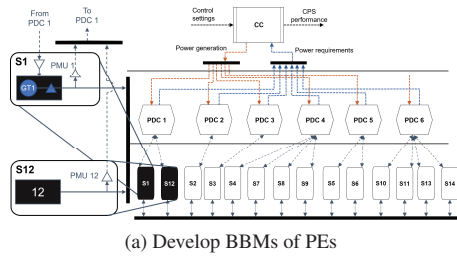 From
PDC 1
To
PDC 1
Control
settings
CC
CPS
performance
Power generation
Power requirements
S1
PMU 1
GT1
PDC 1
PDC 2
PDC 3
PDC 4
PDC 5
PDC 6
S12
12
PMU 12
S1
S12
S2
S3
S4
S7
S8
S9
S5
S6
S10
S11
S13
S14
(a) Develop BBMs of PEs